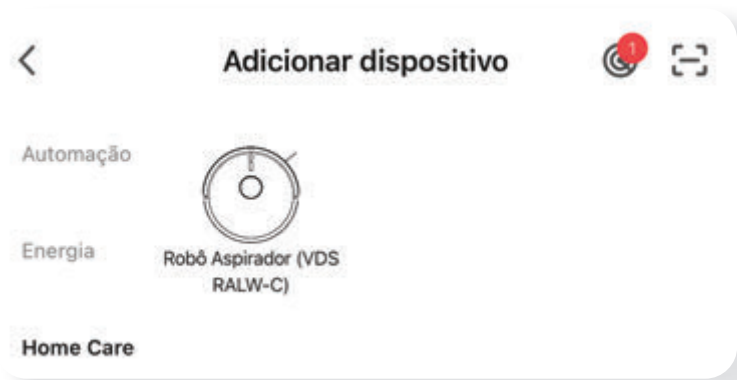 Adicionar dispositivo
1
Automação
Energia
Robô Aspirador (VDS
RALW-C)
Home Care